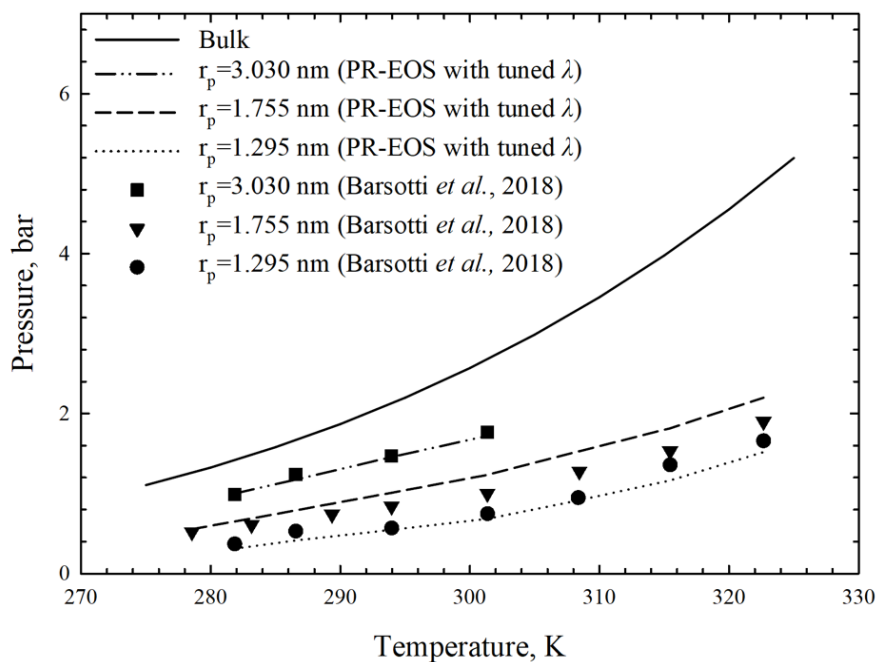 Bulk
r_p=3.030 nm (PR-EOS with tuned λ)
r_p=1.755 nm (PR-EOS with tuned λ)
r_p=1.295 nm (PR-EOS with tuned λ)
r_p=3.030 nm (Barsotti et al., 2018)
r_p=1.755 nm (Barsotti et al., 2018)
r_p=1.295 nm (Barsotti et al., 2018)
Pressure, bar
6
4
2
0
270 280 290 300 310 320 330
Temperature, K